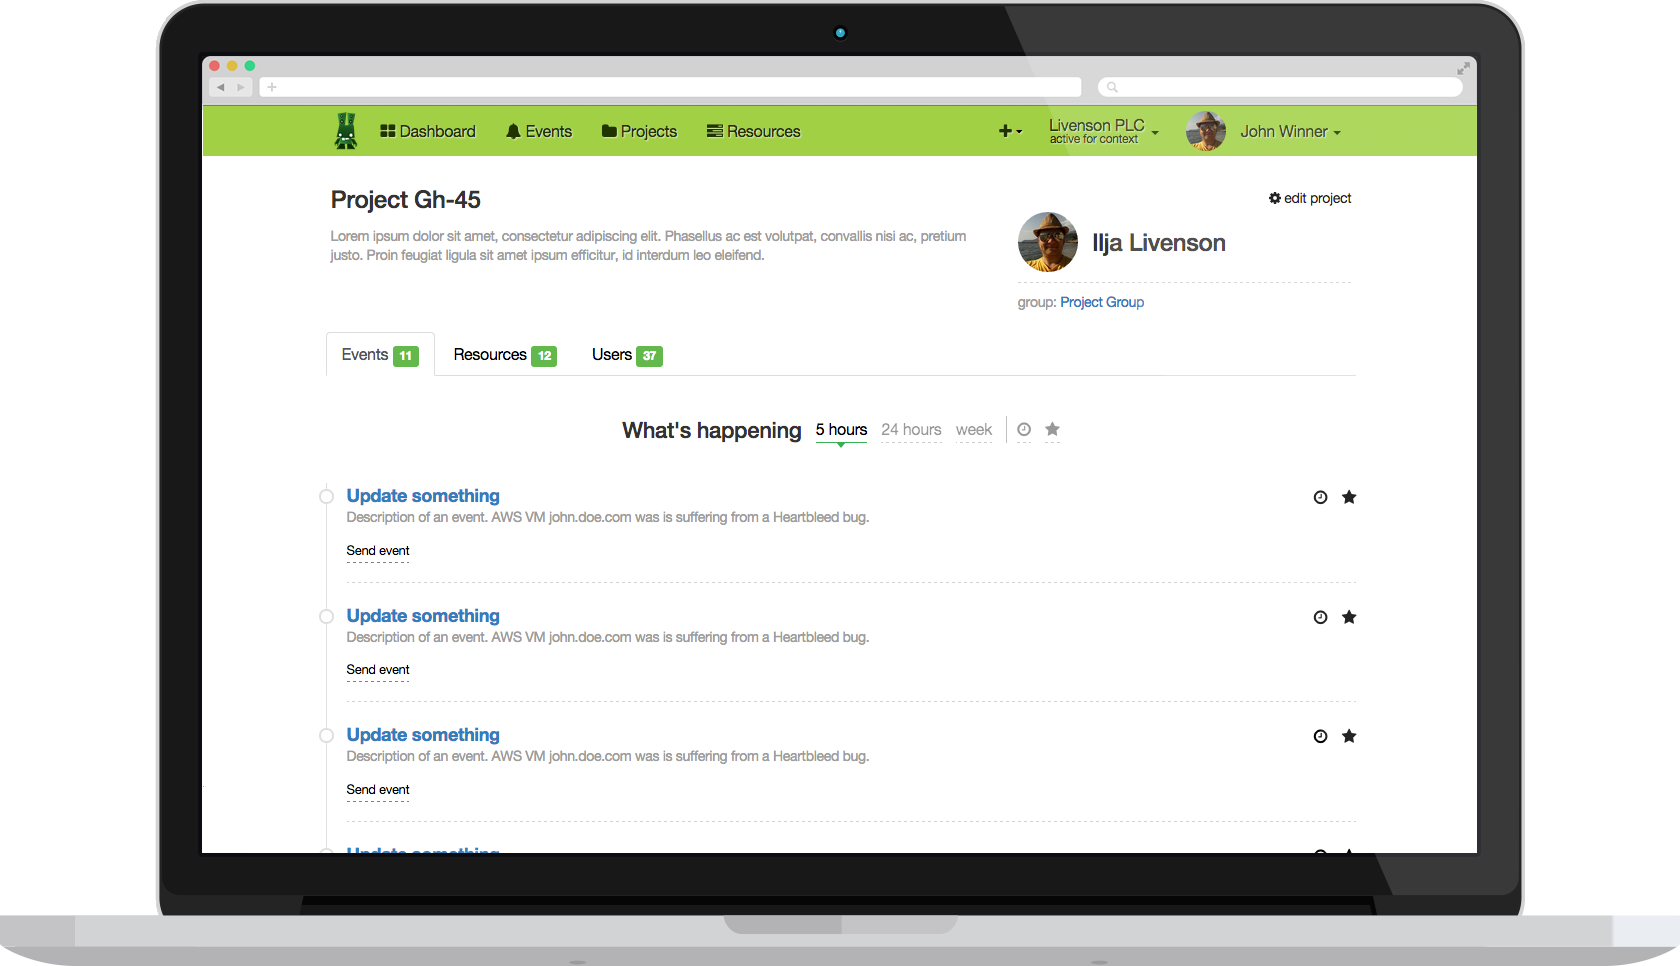 Dashboard Events Projects Resources Livenson PLC John Winner
active for context
Project Gh-45
edit project
Lorem ipsum dolor sit amet, consectetur adipiscing elit. Phasellus ac est volutpat, convallis nisi ac, pretium
justo. Proin feugiat ligula sit amet ipsum efficitur, id interdum leo eleifend.
Ilja Livenson
group: Project Group
Events 11 Resources 12 Users 37
What's happening 5 hours 24 hours week
Update something
Description of an event. AWS VM john.doe.com was is suffering from a Heartbleed bug.
Send event
Update something
Description of an event. AWS VM john.doe.com was is suffering from a Heartbleed bug.
Send event
Update something
Description of an event. AWS VM john.doe.com was is suffering from a Heartbleed bug.
Send event
Update something